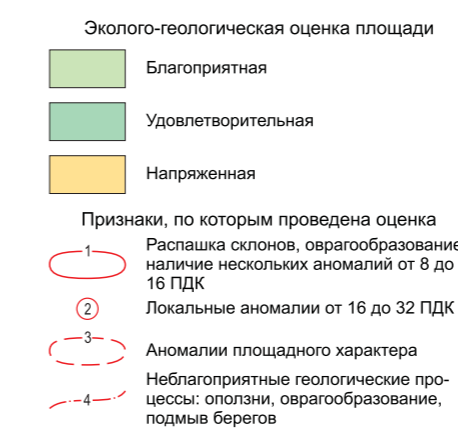 Эколого-геологическая оценка площади
Благоприятная
Удовлетворительная
Напряженная
Признаки, по которым проведена оценка
1
Распашка склонов, оврагообразование
наличие нескольких аномалий от 8 до
16 ПДК
2
Локальные аномалии от 16 до 32 ПДК
3
Аномалии площадного характера
4
Неблагоприятные геологические про-
цессы: оползни, оврагообразование,
подмыв берегов